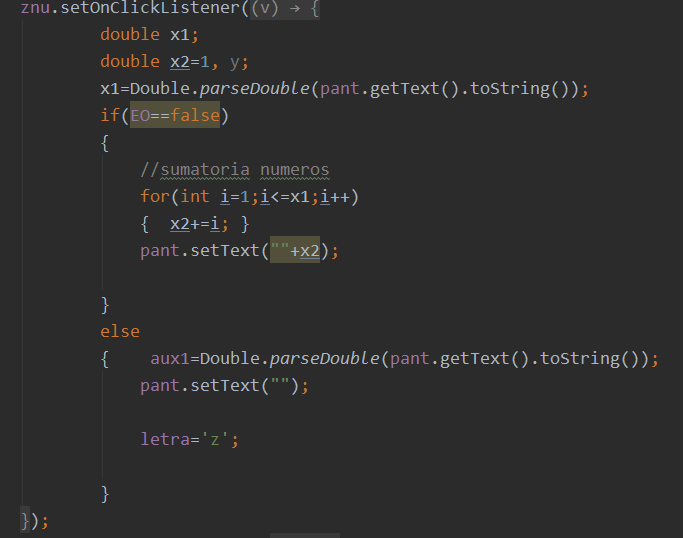 znu.setOnClickListener((v) → {
double x1;
double x2=1, y;
x1=Double.parseDouble(pant.getText().toString());
if(EO==false)
{
//sumatoria numeros
for(int i=1;i<=x1;i++)
{  x2+=i; }
pant.setText(""+x2);
}
else
{    aux1=Double.parseDouble(pant.getText().toString());
pant.setText("");
letra='z';
}
});